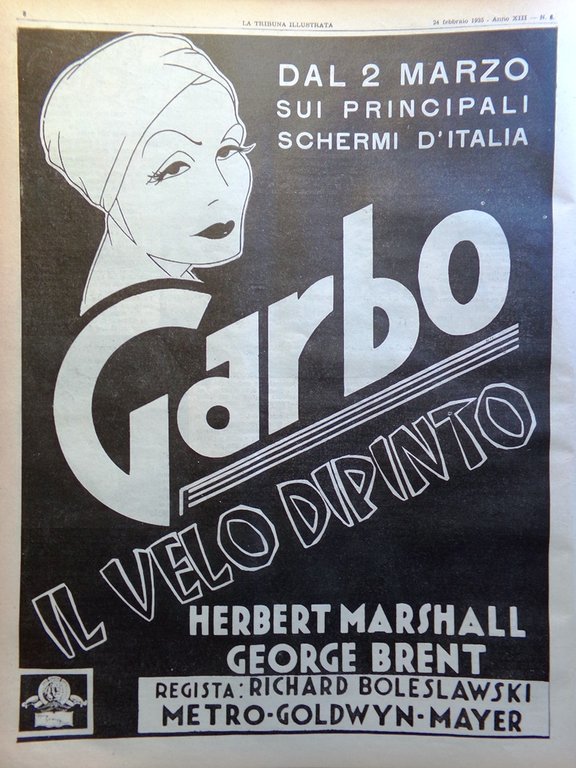 8
LA TRIBUNA ILLUSTRATA
24 febbraio 1935 - Anno XIII — N. 8.
DAL 2 MARZO
SUI PRINCIPALI
SCHERMI D'ITALIA
Garbo
IL VELO DIPINTO
HERBERT MARSHALL
GEORGE BRENT
REGISTA: RICHARD BOLESLAWSKI
METRO-GOLDWYN-MAYER